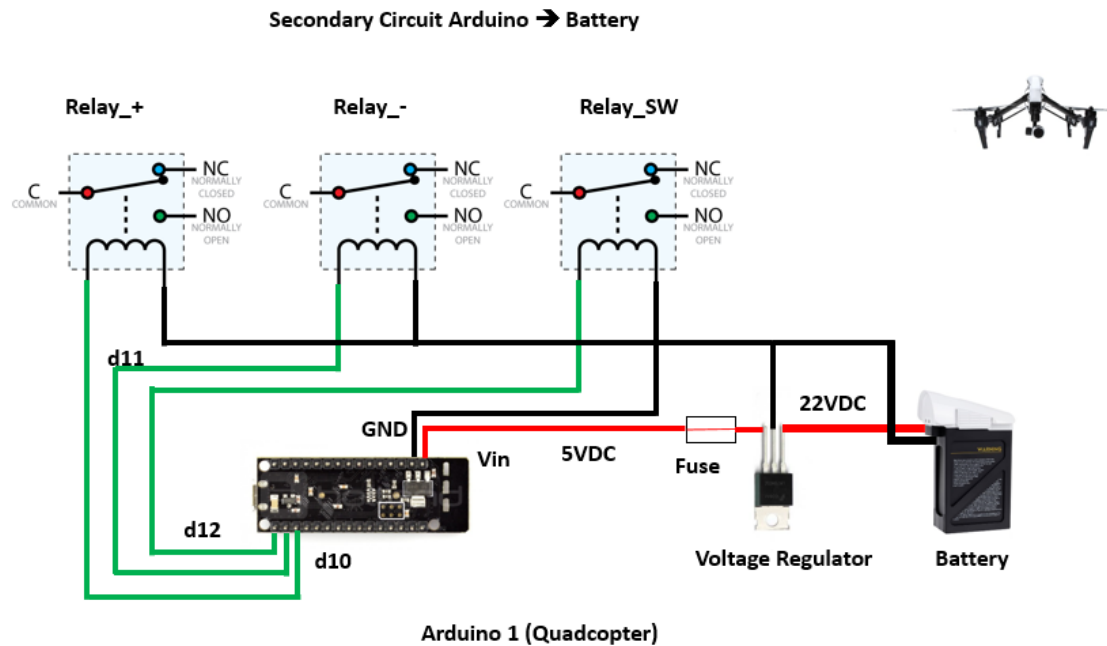 Secondary Circuit Arduino → Battery
Relay_+
Relay_-
Relay_SW
C
COMMON
NC
NORMALLY
CLOSED
NO
NORMALLY
OPEN
C
COMMON
NC
NORMALLY
CLOSED
NO
NORMALLY
OPEN
C
COMMON
NC
NORMALLY
CLOSED
NO
NORMALLY
OPEN
d11
22VDC
GND
Vin
5VDC
Fuse
d12
d10
Voltage Regulator
Battery
Arduino 1 (Quadcopter)